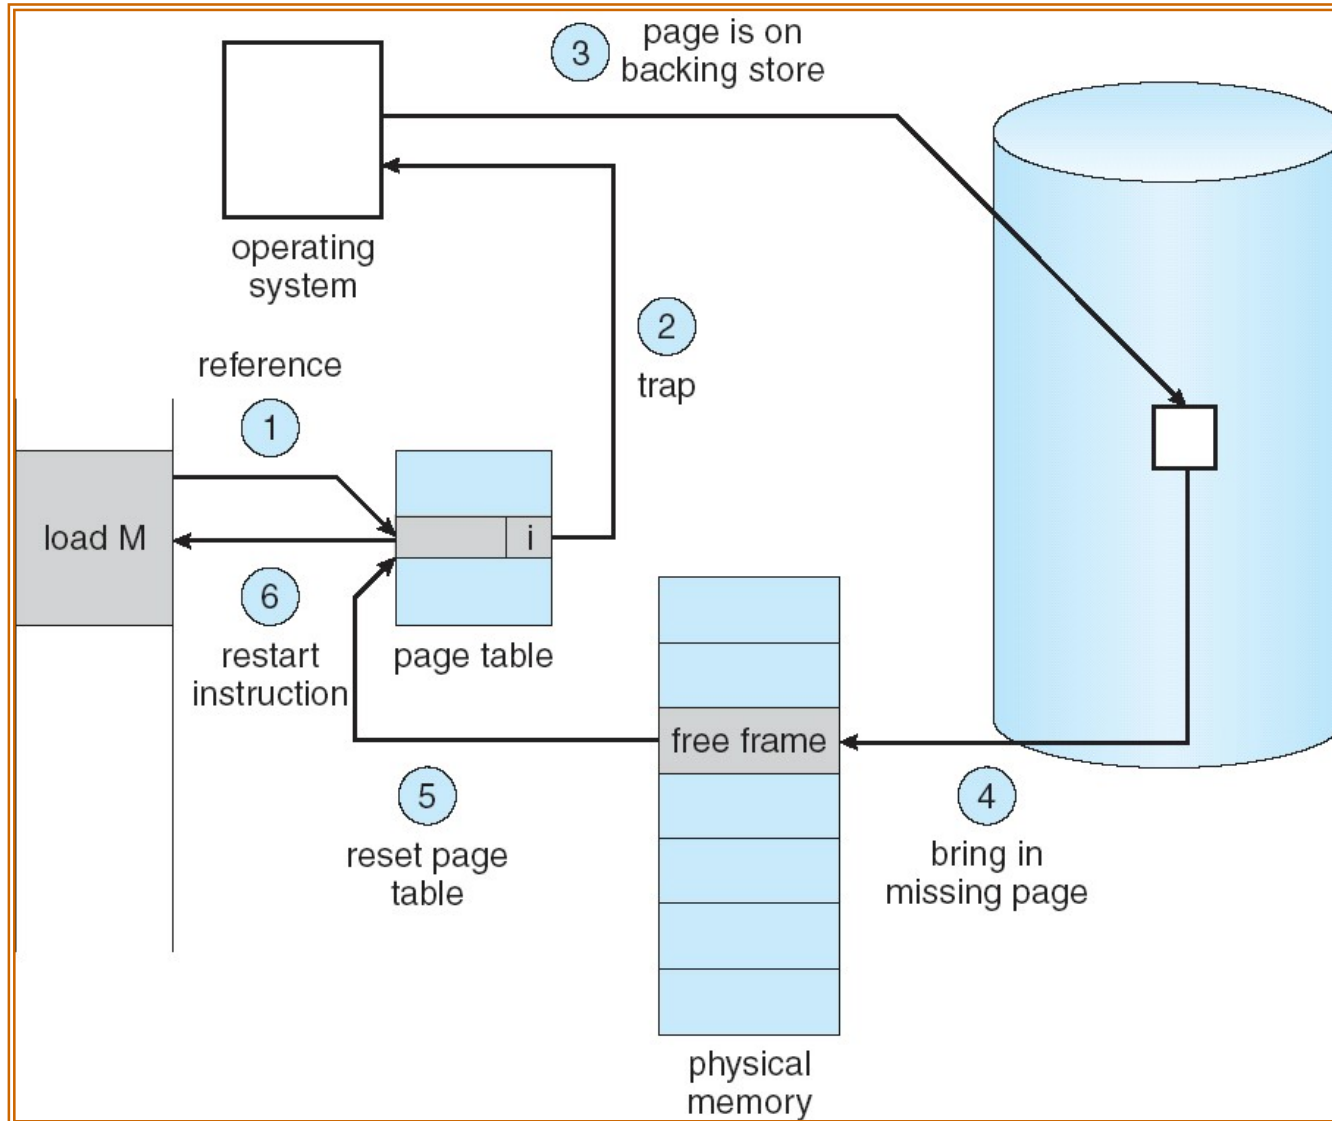 3
page is on
backing store
operating
system
2
trap
reference
1
load M
i
6
restart
instruction
page table
free frame
5
reset page
table
4
bring in
missing page
physical
memory